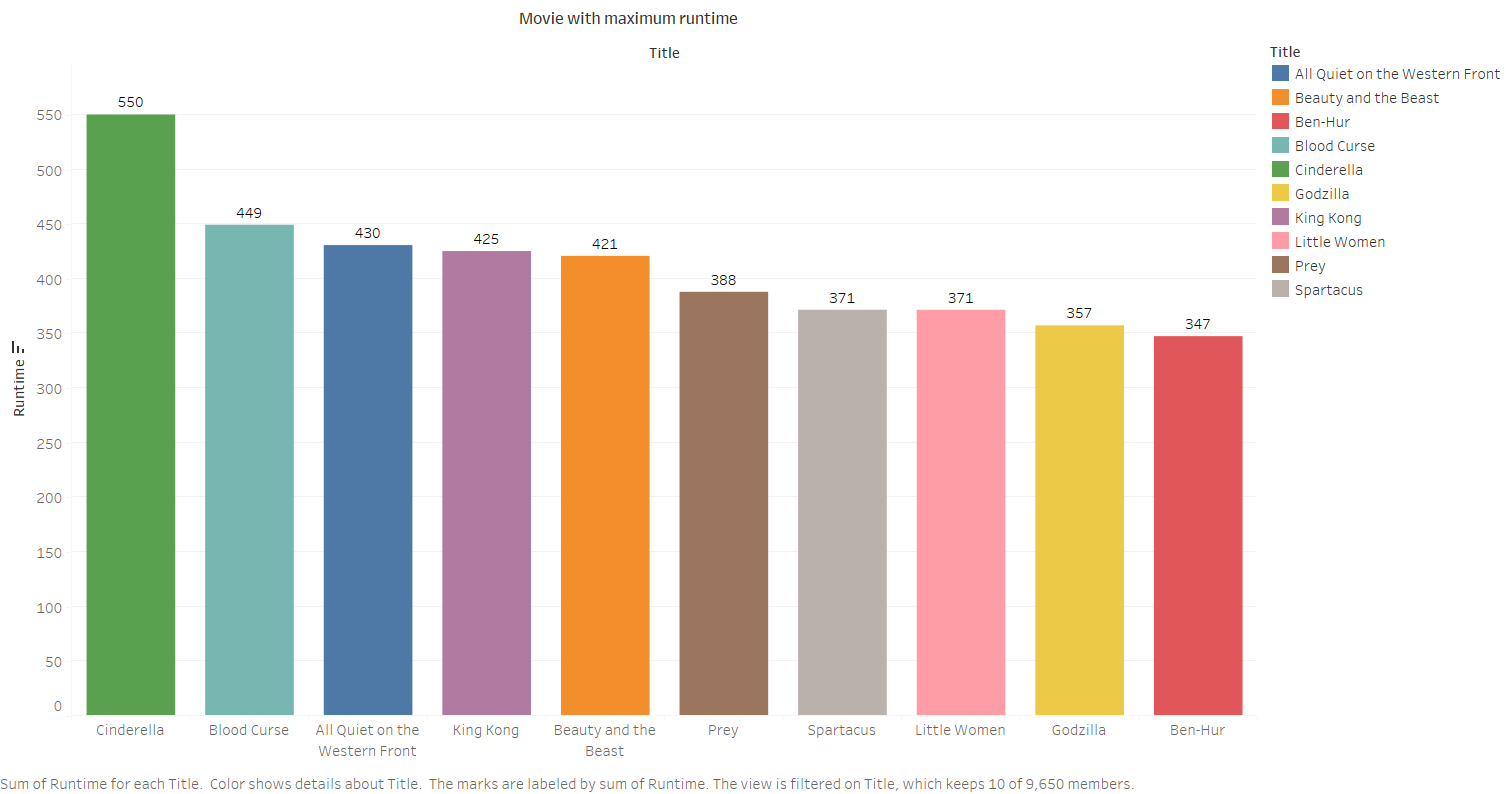 Movie with maximum runtime
Title
550
500
450
400
350
300
250
200
150
100
50
0
Runtime
550
449
430
425
421
388
371
371
357
347
Cinderella
Blood Curse
All Quiet on the
Western Front
King Kong
Beauty and the
Beast
Prey
Spartacus
Little Women
Godzilla
Ben-Hur
Title
All Quiet on the Western Front
Beauty and the Beast
Ben-Hur
Blood Curse
Cinderella
Godzilla
King Kong
Little Women
Prey
Spartacus
Sum of Runtime for each Title.  Color shows details about Title.  The marks are labeled by sum of Runtime. The view is filtered on Title, which keeps 10 of 9,650 members.